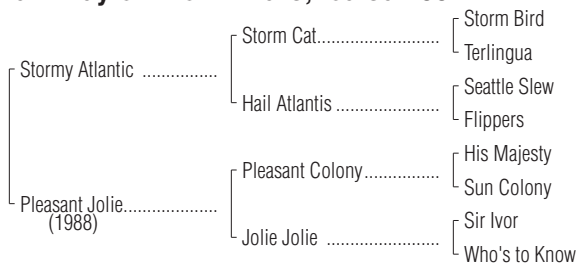 Storm Bird
Storm Cat........................
Terlingua
Stormy Atlantic ...............
Seattle Slew
Hail Atlantis .....................
Flippers
His Majesty
Pleasant Colony...............
Sun Colony
Pleasant Jolie...................
(1988)
Sir Ivor
Jolie Jolie .......................
Who's to Know